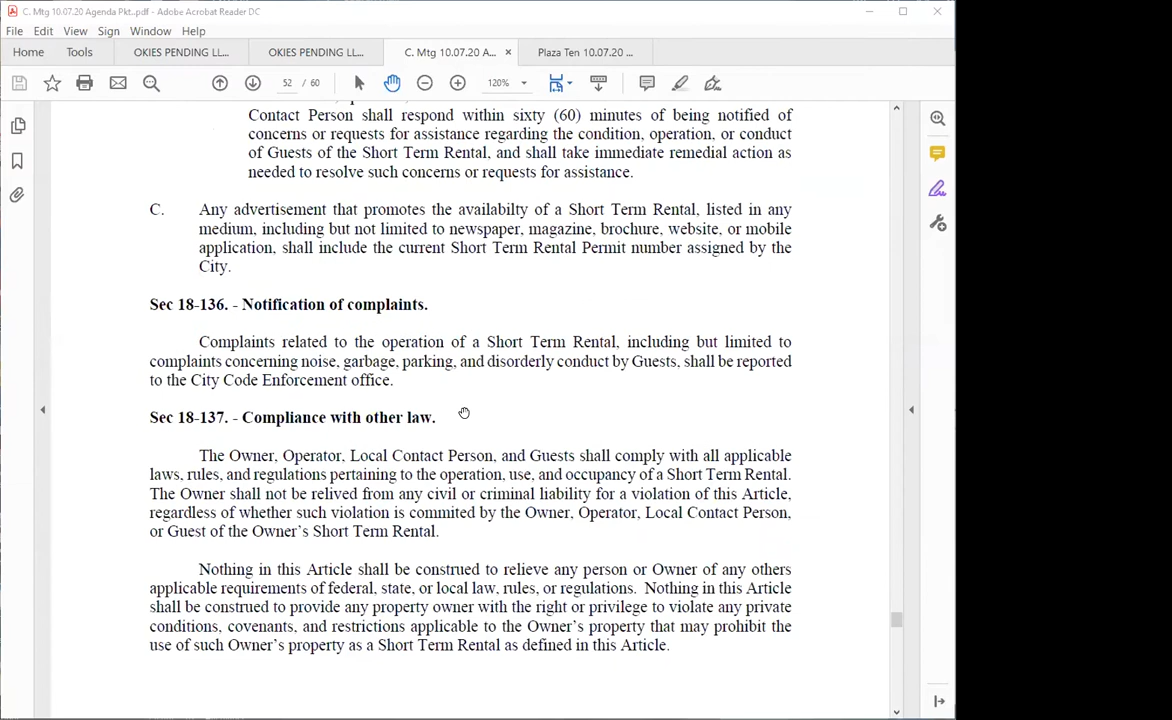 C. Mtg 10.07.20 Agenda Pkt..pdf - Adobe Acrobat Reader DC
File Edit View Sign Window Help
Home Tools OKIES PENDING LL... OKIES PENDING LL... C. Mtg 10.07.20 A... × Plaza Ten 10.07.20 ...
52 / 60 120%
Contact Person shall respond within sixty (60) minutes of being notified of
concerns or requests for assistance regarding the condition, operation, or conduct
of Guests of the Short Term Rental, and shall take immediate remedial action as
needed to resolve such concerns or requests for assistance.
C. Any advertisement that promotes the availabilty of a Short Term Rental, listed in any
medium, including but not limited to newspaper, magazine, brochure, website, or mobile
application, shall include the current Short Term Rental Permit number assigned by the
City.
Sec 18-136. - Notification of complaints.
Complaints related to the operation of a Short Term Rental, including but limited to
complaints concerning noise, garbage, parking, and disorderly conduct by Guests, shall be reported
to the City Code Enforcement office.
Sec 18-137. - Compliance with other law.
The Owner, Operator, Local Contact Person, and Guests shall comply with all applicable
laws, rules, and regulations pertaining to the operation, use, and occupancy of a Short Term Rental.
The Owner shall not be relived from any civil or criminal liability for a violation of this Article,
regardless of whether such violation is commited by the Owner, Operator, Local Contact Person,
or Guest of the Owner's Short Term Rental.
Nothing in this Article shall be construed to relieve any person or Owner of any others
applicable requirements of federal, state, or local law, rules, or regulations. Nothing in this Article
shall be construed to provide any property owner with the right or privilege to violate any private
conditions, covenants, and restrictions applicable to the Owner's property that may prohibit the
use of such Owner's property as a Short Term Rental as defined in this Article.